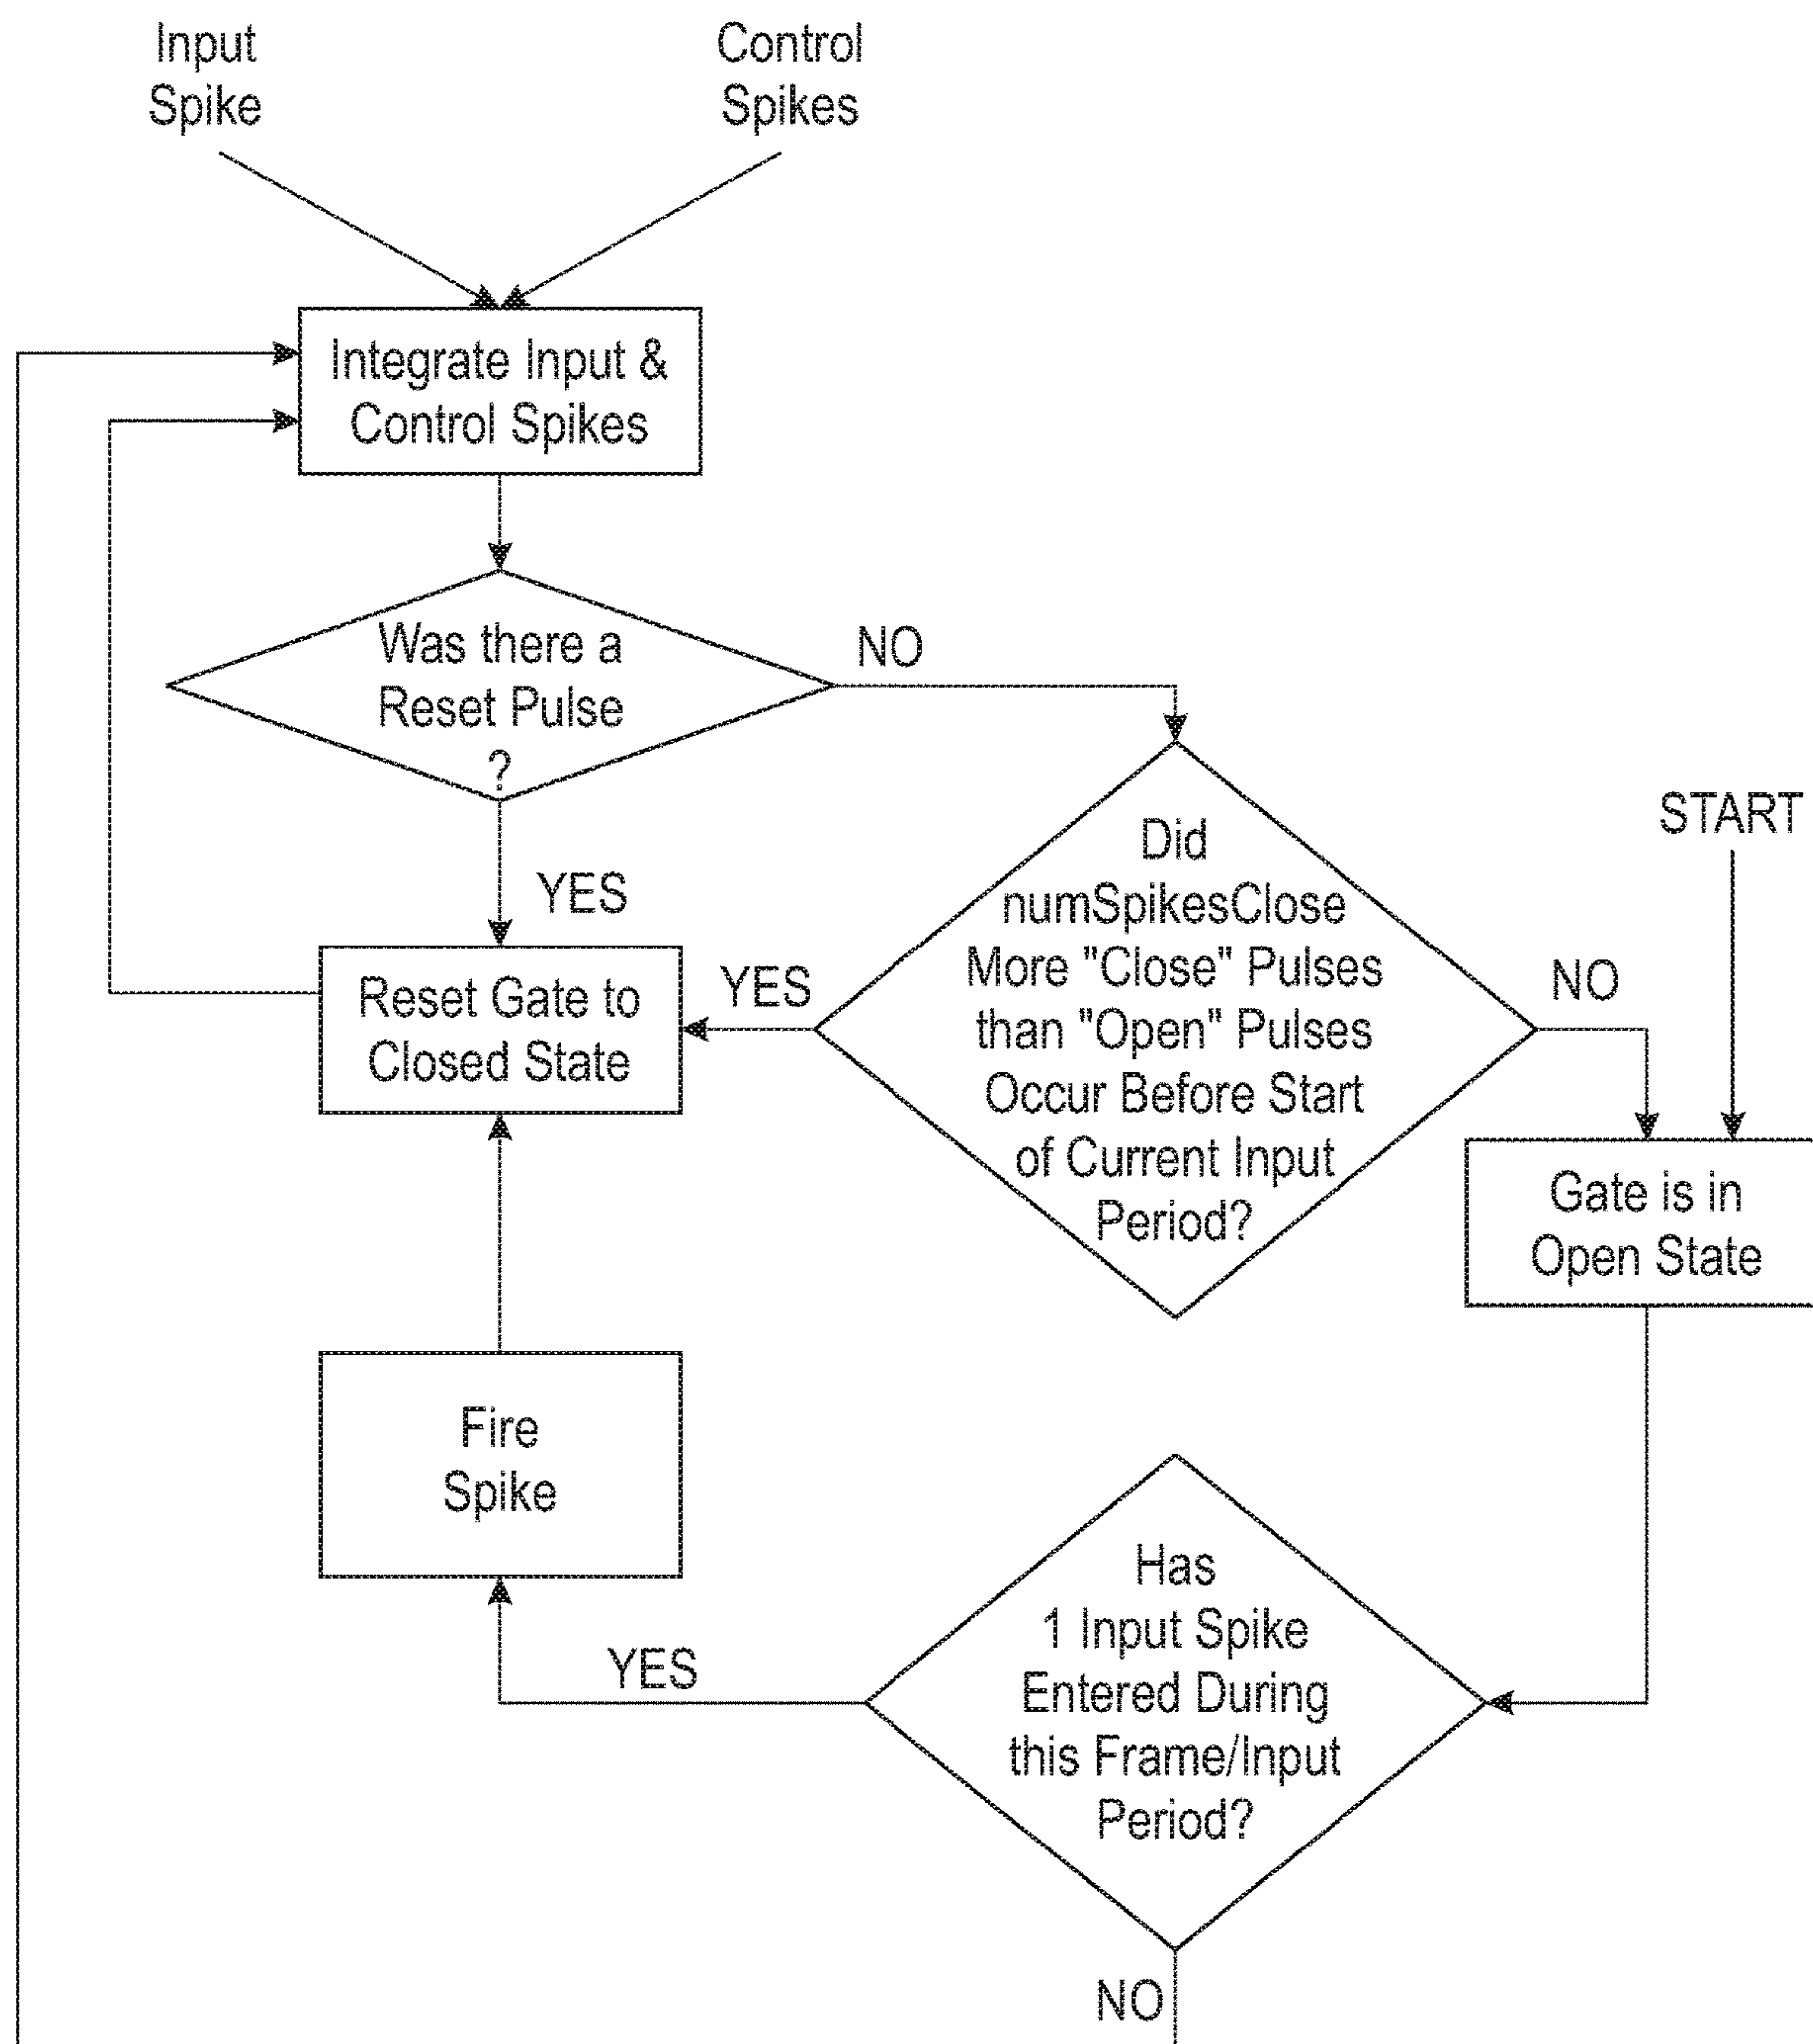 Input
Spike
Control
Spikes
Integrate Input &
Control Spikes
Was there a
Reset Pulse
?
NO
YES
Did
numSpikesClose
More "Close" Pulses
than "Open" Pulses
Occur Before Start
of Current Input
Period?
START
YES
NO
Reset Gate to
Closed State
Gate is in
Open State
Fire
Spike
Has
1 Input Spike
Entered During
this Frame/Input
Period?
YES
NO